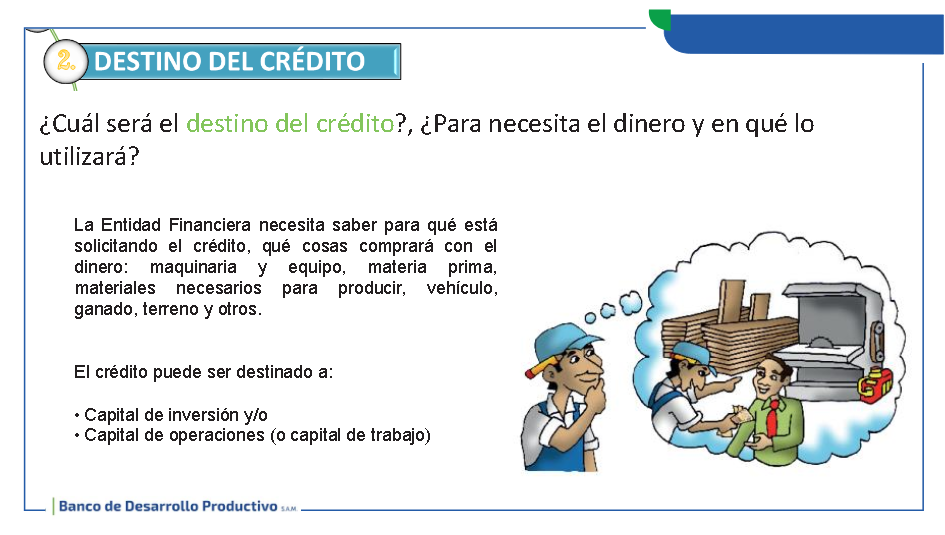 2. DESTINO DEL CRÉDITO
¿Cuál será el destino del crédito?, ¿Para necesita el dinero y en qué lo
utilizará?
La Entidad Financiera necesita saber para qué está
solicitando el crédito, qué cosas comprará con el
dinero: maquinaria y equipo, materia prima,
materiales necesarios para producir, vehículo,
ganado, terreno y otros.
El crédito puede ser destinado a:
• Capital de inversión y/o
• Capital de operaciones (o capital de trabajo)
Banco de Desarrollo Productivo S.A.M.